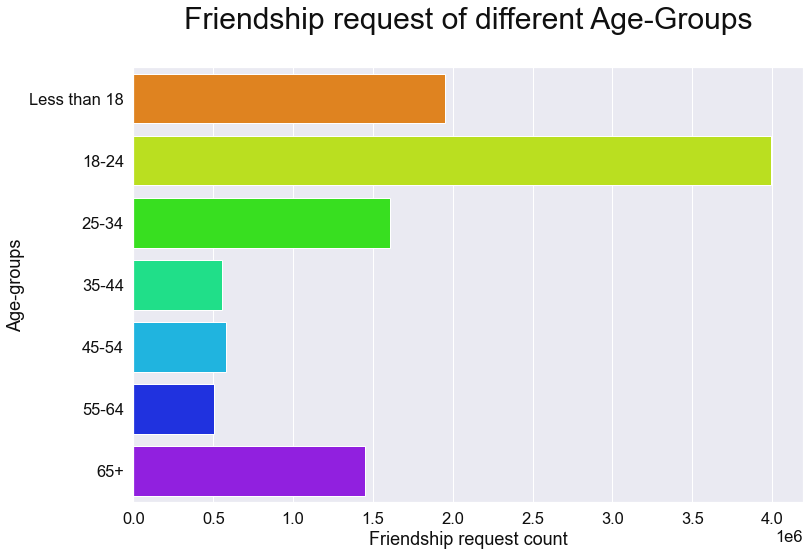 Friendship request of different Age-Groups
Age-groups
Less than 18
18-24
25-34
35-44
45-54
55-64
65+
0.0 0.5 1.0 1.5 2.0 2.5 3.0 3.5 4.0
1e6
Friendship request count